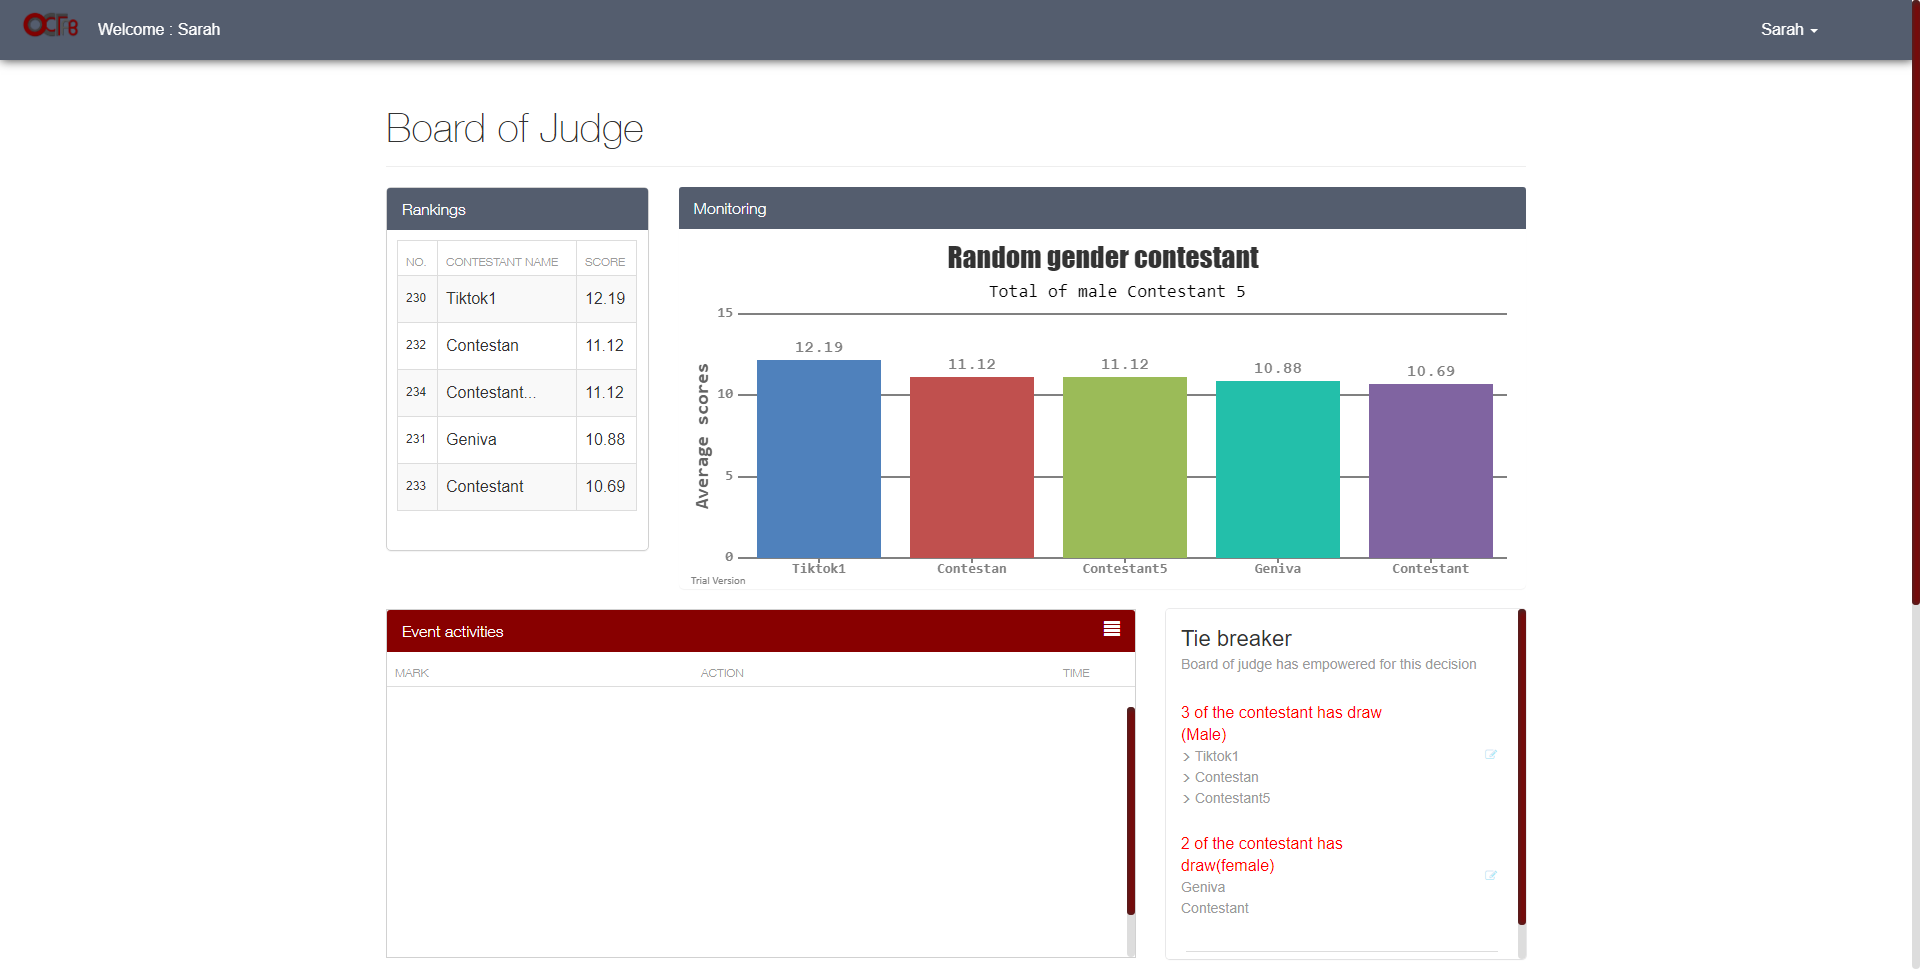 OCTFB
Welcome : Sarah
Sarah
Board of Judge
Rankings
NO. CONTESTANT NAME SCORE
230 Tiktok1 12.19
232 Contestan 11.12
234 Contestant... 11.12
231 Geniva 10.88
233 Contestant 10.69
Monitoring
Random gender contestant
Total of male Contestant 5
Average scores
15
10
5
0
12.19 11.12 11.12 10.88 10.69
Tiktok1 Contestan Contestant5 Geniva Contestant
Trial Version
Event activities
MARK ACTION TIME
Tie breaker
Board of judge has empowered for this decision
3 of the contestant has draw
(Male)
> Tiktok1
> Contestan
> Contestant5
2 of the contestant has
draw(female)
Geniva
Contestant